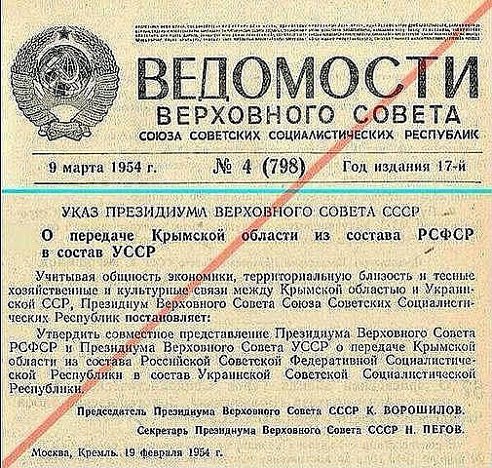 ВЕДОМОСТИ
ВЕРХОВНОГО СОВЕТА
СОЮЗА СОВЕТСКИХ СОЦИАЛИСТИЧЕСКИХ РЕСПУБЛИК
9 марта 1954 г. № 4 (798) Год издания 17-й
УКАЗ ПРЕЗИДИУМА ВЕРХОВНОГО СОВЕТА СССР
О передаче Крымской области из состава РСФСР
в состав УССР
Учитывая общность экономики, территориальную близость и тесные
хозяйственные и культурные связи между Крымской областью и Украин-
ской ССР, Президиум Верховного Совета Союза Советских Социалисти-
ческих Республик постановляет:
Утвердить совместное представление Президиума Верховного Совета
РСФСР и Президиума Верховного Совета УССР о передаче Крымской
области из состава Российской Советской Федеративной Социалистиче-
ской Республики в состав Украинской Советской Социалистической
Республики.
Председатель Президиума Верховного Совета СССР К. ВОРОШИЛОВ.
Секретарь Президиума Верховного Совета СССР Н. ПЕГОВ.
Москва, Кремль. 19 февраля 1954 г.